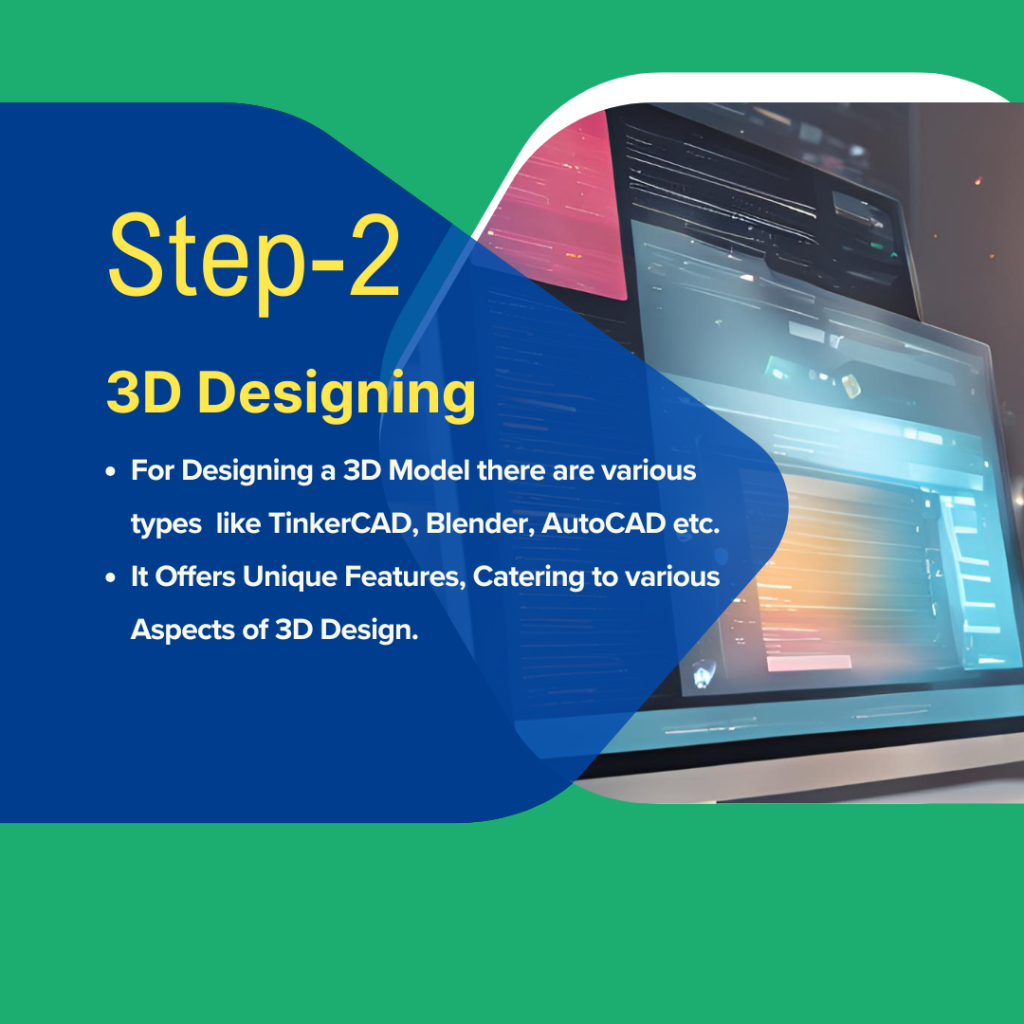 Step-2
3D Designing
• For Designing a 3D Model there are various
types  like TinkerCAD, Blender, AutoCAD etc.
• It Offers Unique Features, Catering to various
Aspects of 3D Design.